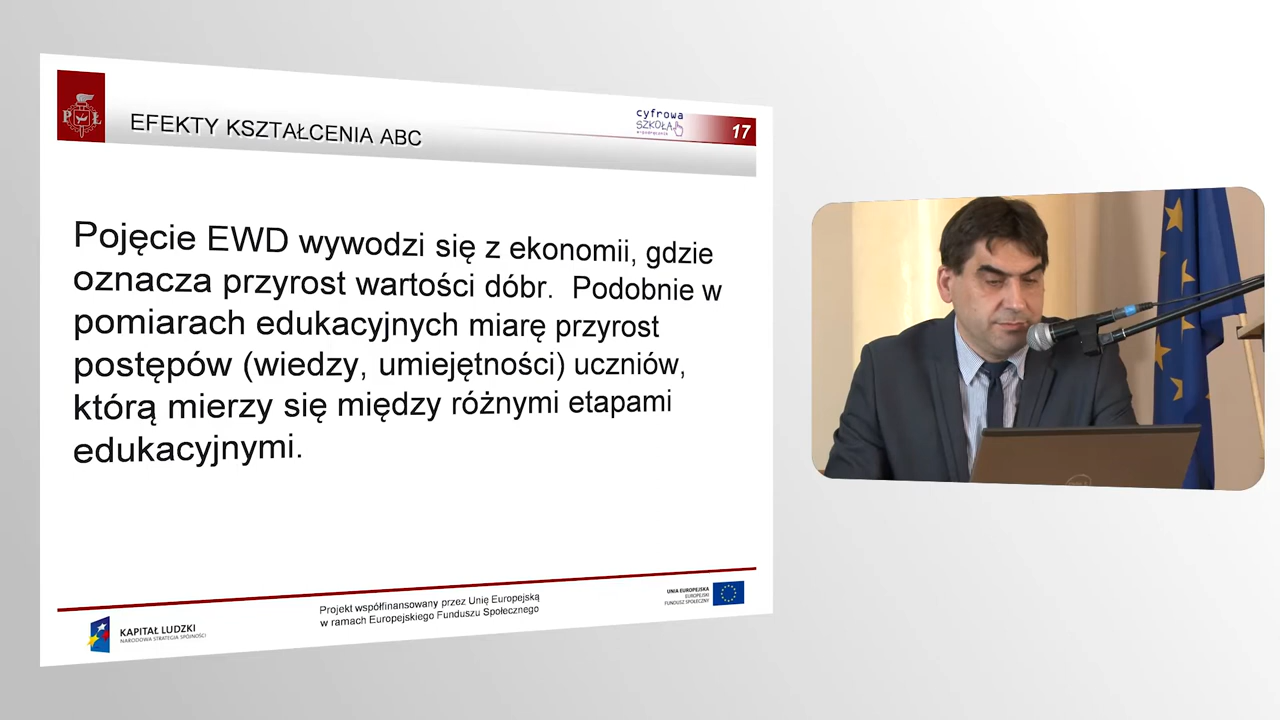 P Ł
EFEKTY KSZTAŁCENIA ABC
cyfrowa
SZKOŁA
17
Pojęcie EWD wywodzi się z ekonomii, gdzie
oznacza przyrost wartości dóbr. Podobnie w
pomiarach edukacyjnych miarę przyrost
postępów (wiedzy, umiejętności) uczniów,
którą mierzy się między różnymi etapami
edukacyjnymi.
Projekt współfinansowany przez Unię Europejską
w ramach Europejskiego Funduszu Społecznego
KAPITAŁ LUDZKI
NARODOWA STRATEGIA SPÓJNOŚCI
UNIA EUROPEJSKA
EUROPEJSKI
FUNDUSZ SPOŁECZNY